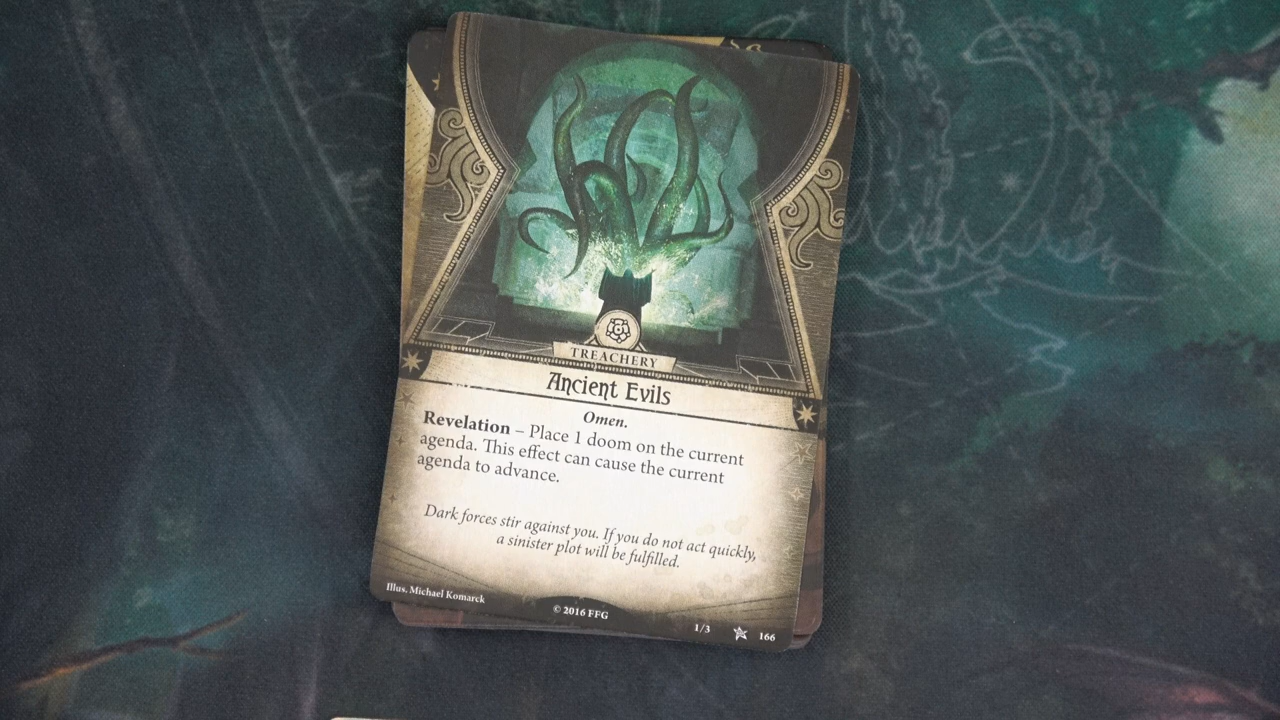 TREACHERY
Ancient Evils
Omen.
Revelation – Place 1 doom on the current
agenda. This effect can cause the current
agenda to advance.
Dark forces stir against you. If you do not act quickly,
a sinister plot will be fulfilled.
Illus. Michael Komarck
© 2016 FFG
1/3
166